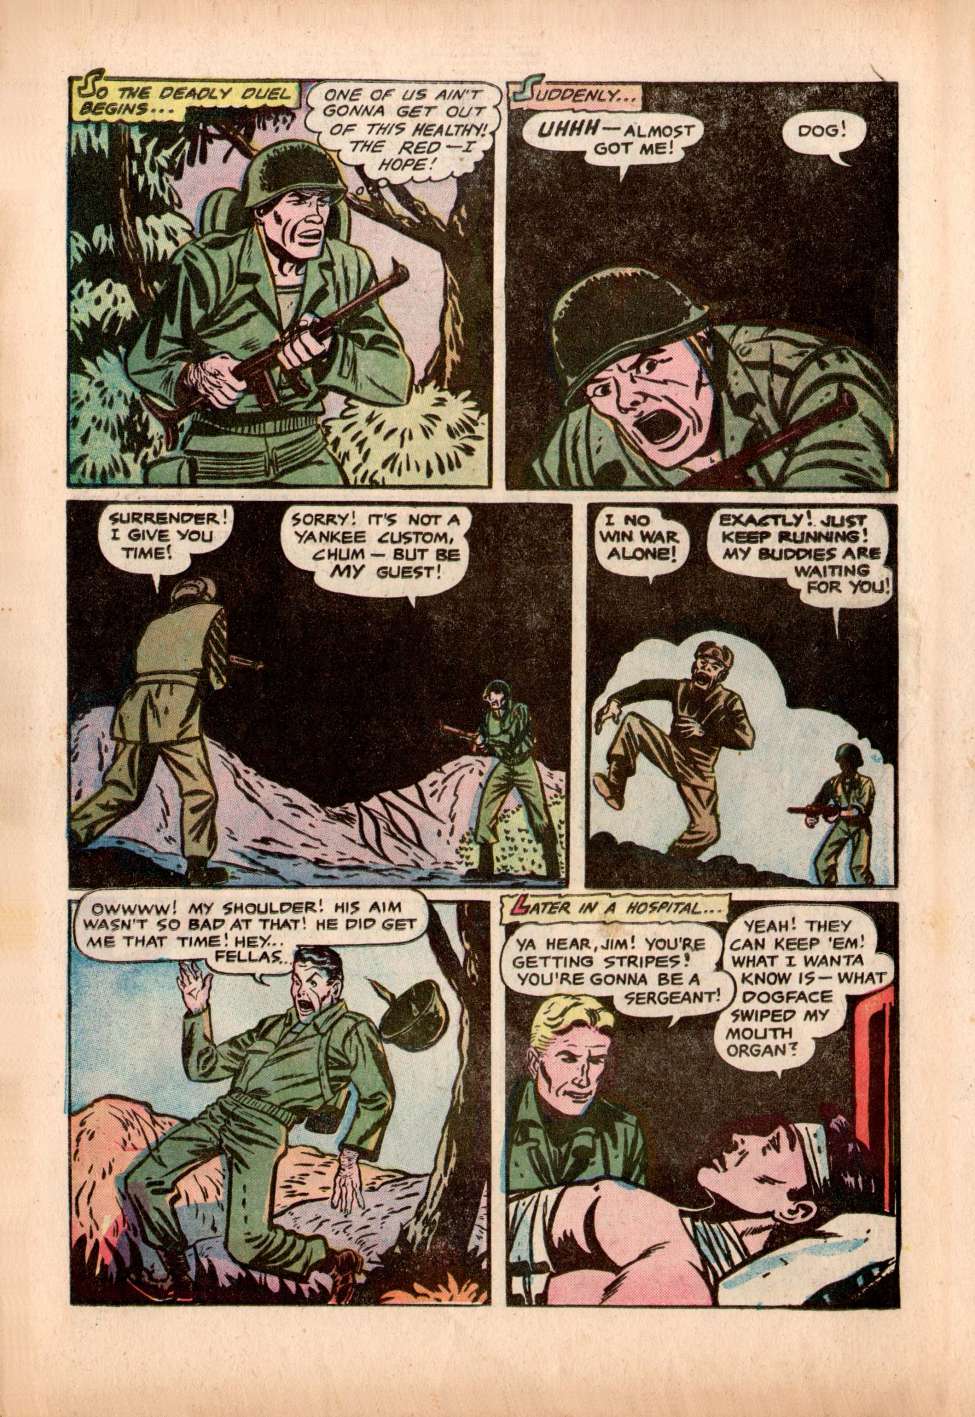 SO THE DEADLY DUEL
BEGINS...
ONE OF US AIN'T
GONNA GET OUT
OF THIS HEALTHY!
THE RED—I
HOPE!
SUDDENLY...
UHHH—ALMOST
GOT ME!
DOG!
SURRENDER!
I GIVE YOU
TIME!
SORRY! IT'S NOT A
YANKEE CUSTOM,
CHUM—BUT BE
MY GUEST!
I NO
WIN WAR
ALONE!
EXACTLY! JUST
KEEP RUNNING!
MY BUDDIES ARE
WAITING
FOR YOU!
OWWWW! MY SHOULDER! HIS AIM
WASN'T SO BAD AT THAT! HE DID GET
ME THAT TIME! HEY..
FELLAS...
LATER IN A HOSPITAL...
YA HEAR, JIM! YOU'RE
GETTING STRIPES!
YOU'RE GONNA BE A
SERGEANT!
YEAH! THEY
CAN KEEP 'EM!
WHAT I WANTA
KNOW IS—WHAT
DOGFACE
SWIPED MY
MOUTH
ORGAN?